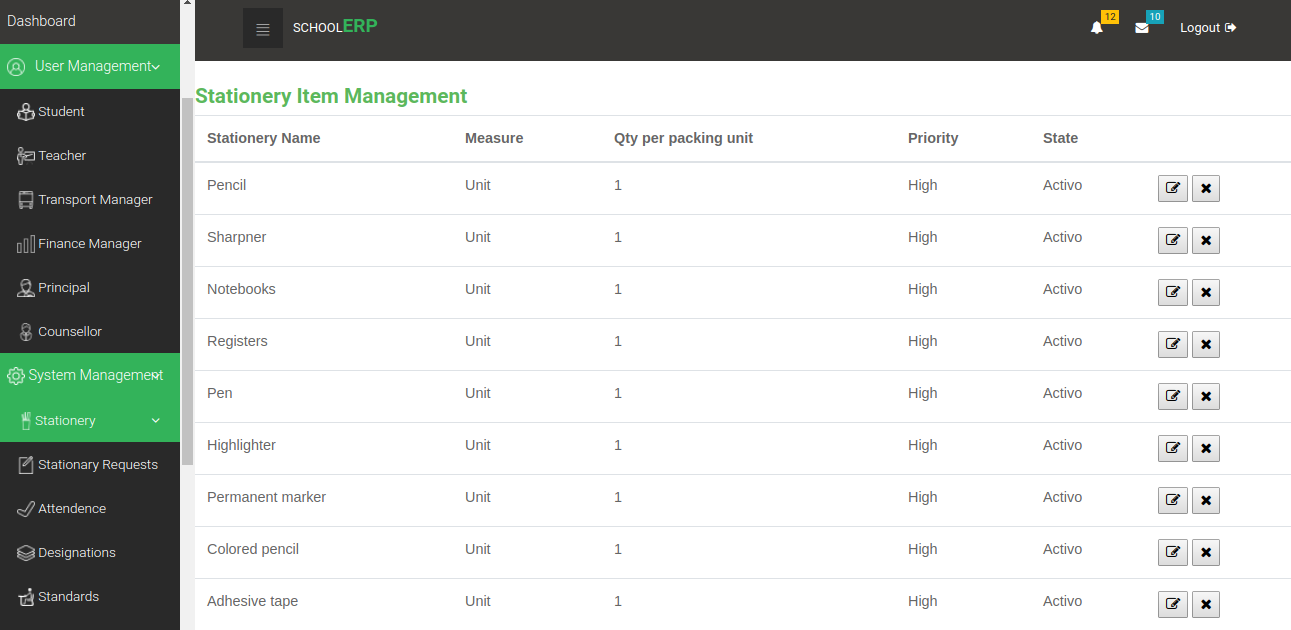 Dashboard
User Management
Student
Teacher
Transport Manager
Finance Manager
Principal
Counsellor
System Management
Stationery
Stationary Requests
Attendence
Designations
Standards
SCHOOLERP
12
10
Logout
Stationery Item Management
Stationery Name Measure Qty per packing unit Priority State
Pencil Unit 1 High Activo
Sharpner Unit 1 High Activo
Notebooks Unit 1 High Activo
Registers Unit 1 High Activo
Pen Unit 1 High Activo
Highlighter Unit 1 High Activo
Permanent marker Unit 1 High Activo
Colored pencil Unit 1 High Activo
Adhesive tape Unit 1 High Activo